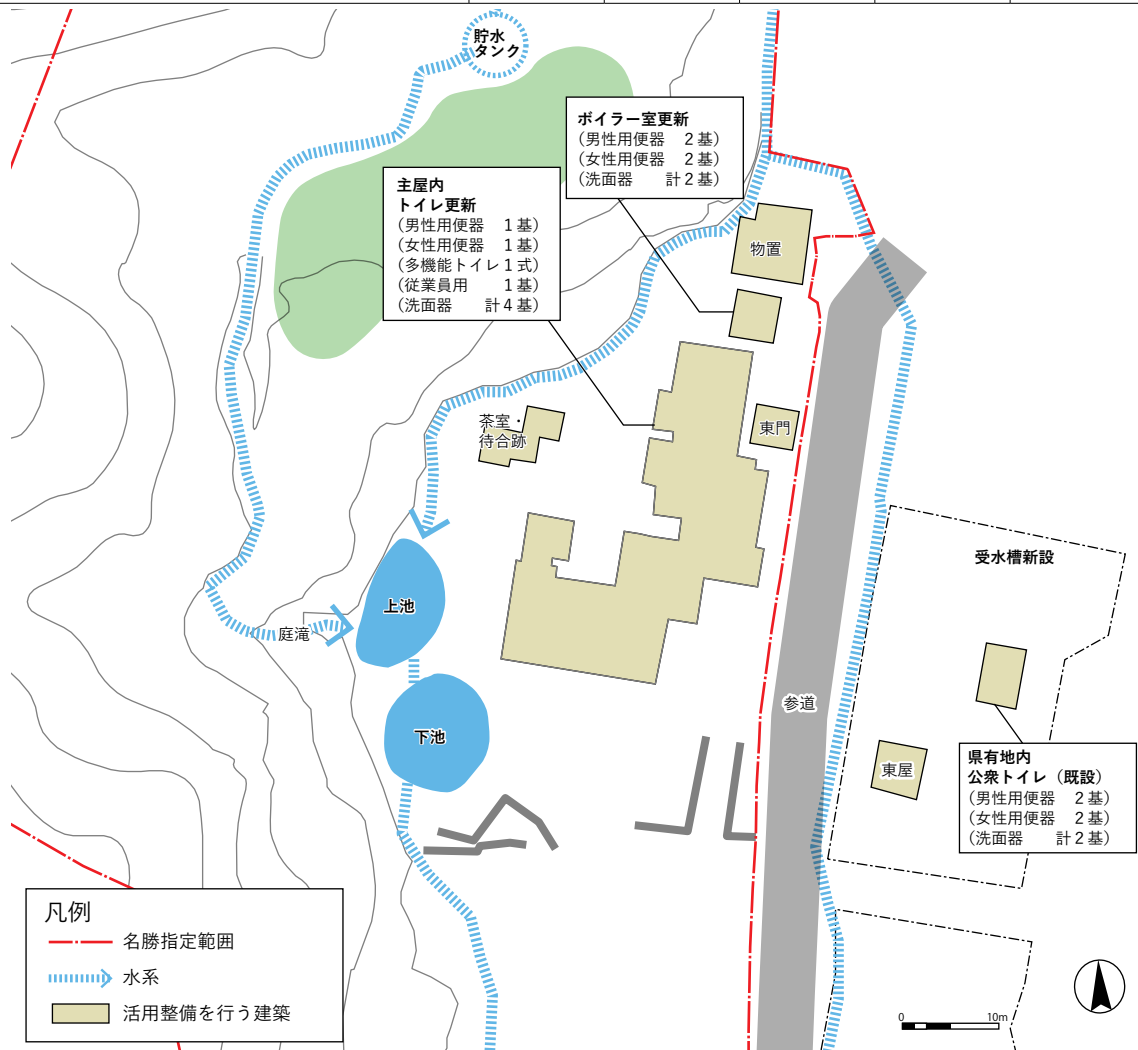 貯水
タンク
ボイラー室更新
(男性用便器　2基)
(女性用便器　2基)
(洗面器　　計2基)
主屋内
トイレ更新
(男性用便器　1基)
(女性用便器　1基)
(多機能トイレ1式)
(従業員用　　1基)
(洗面器　　計4基)
物置
茶室・
待合跡
東門
受水槽新設
上池
庭滝
下池
参道
東屋
県有地内
公衆トイレ（既設）
(男性用便器　2基)
(女性用便器　2基)
(洗面器　　計2基)
凡例
名勝指定範囲
水系
活用整備を行う建築
0　10m